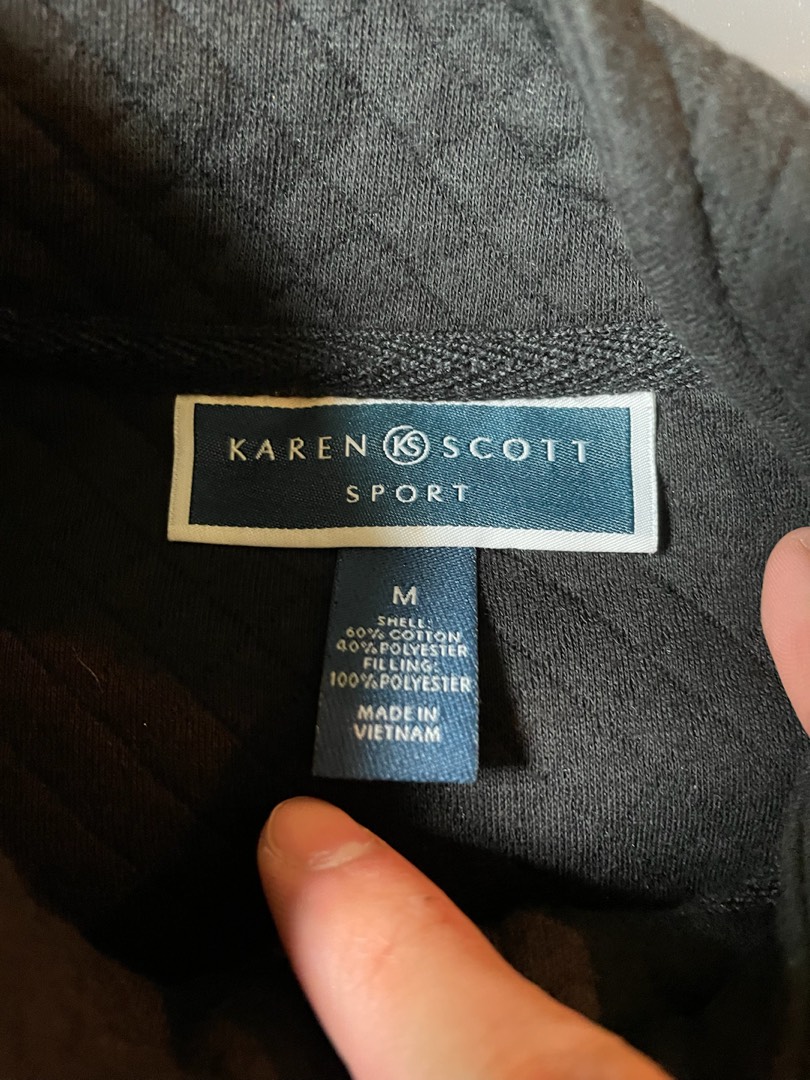 KAREN KS SCOTT
SPORT
M
SHELL:
60% COTTON
40% POLYESTER
FILLING:
100% POLYESTER
MADE IN
VIETNAM